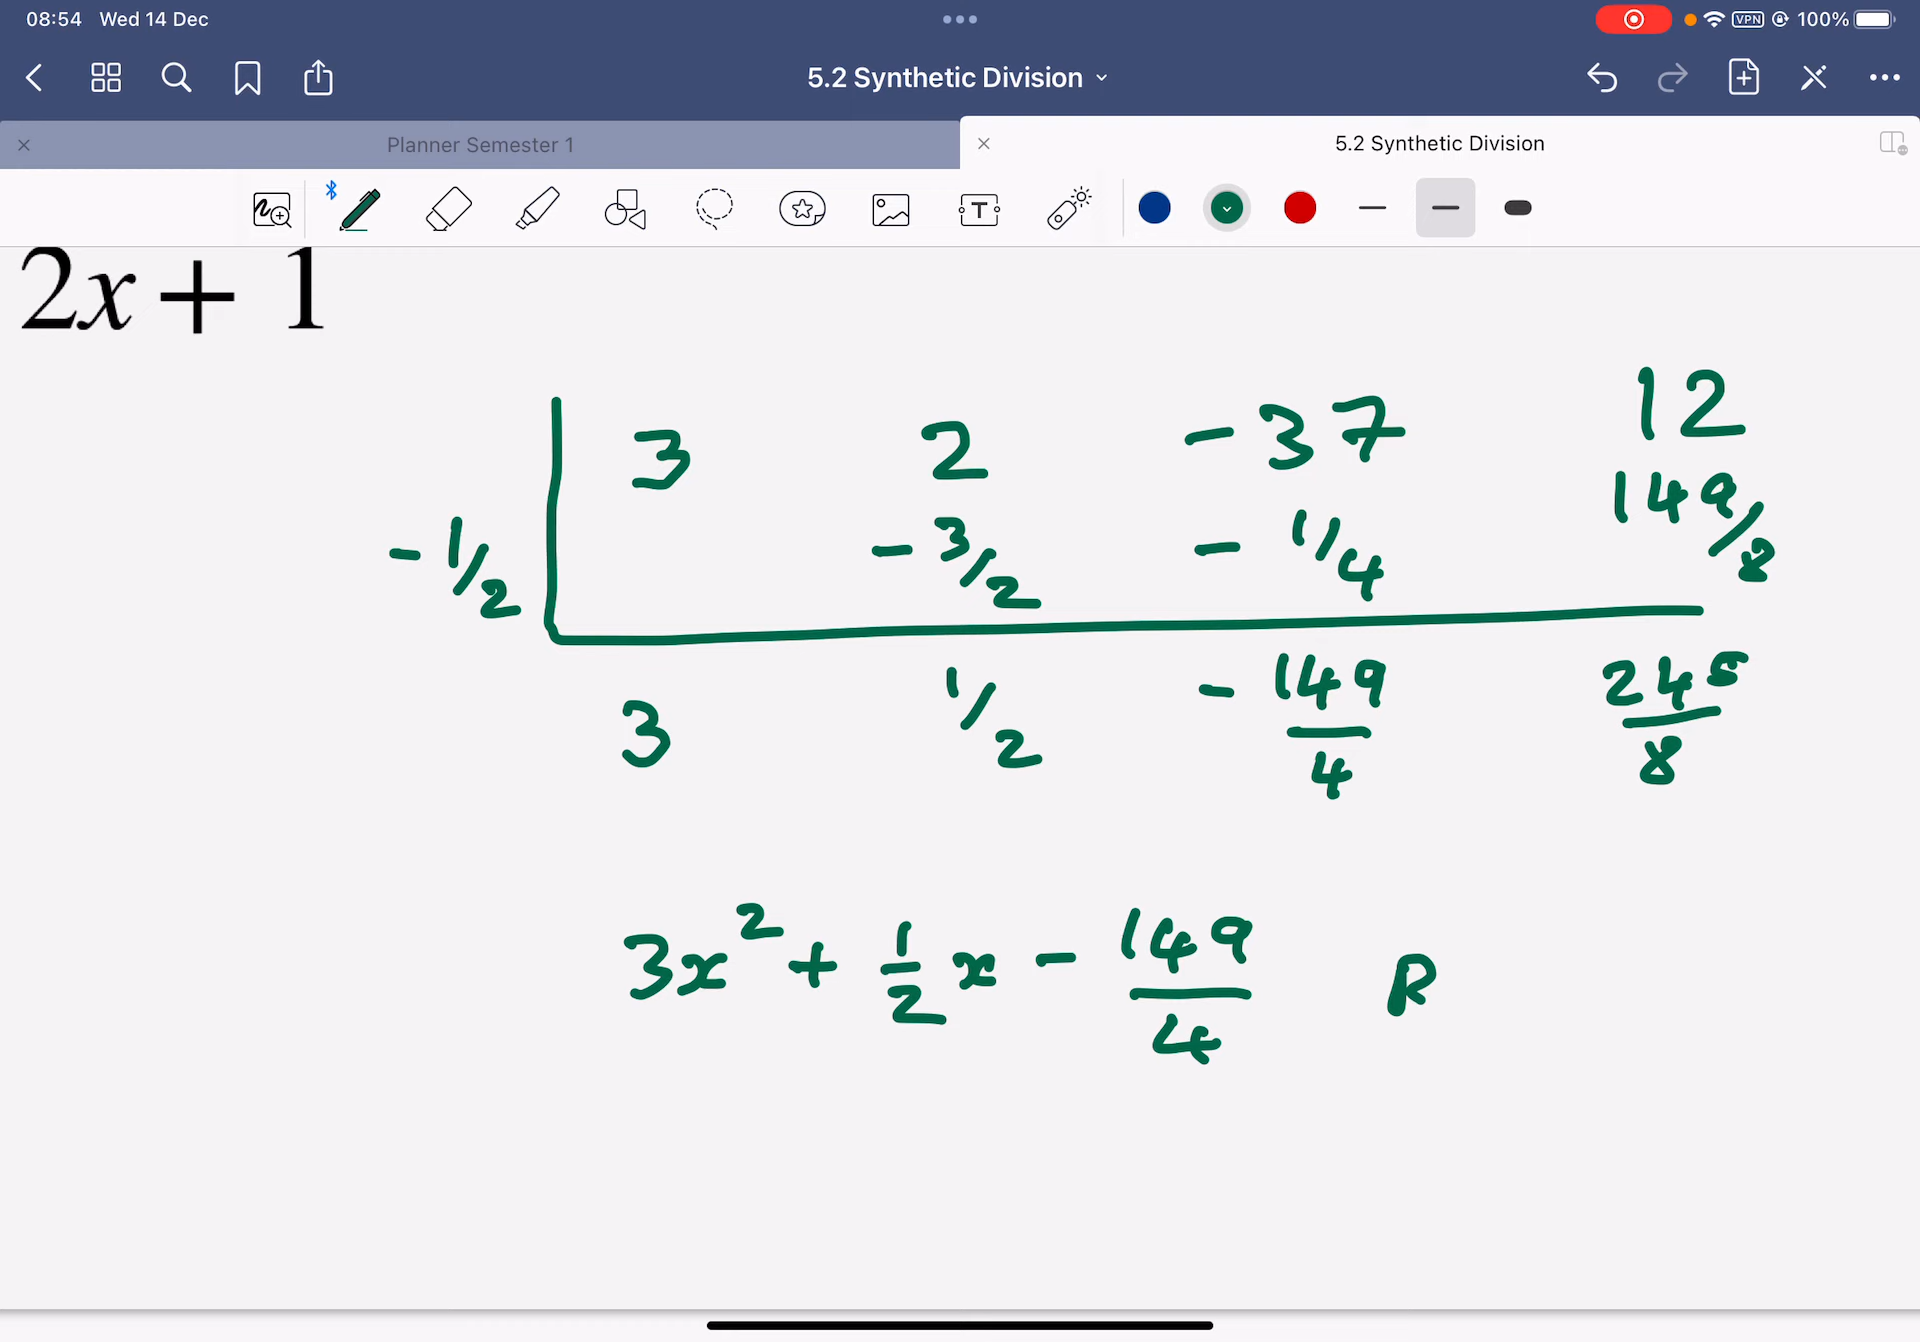 08:54 Wed 14 Dec
VPN 100%
5.2 Synthetic Division
Planner Semester 1
5.2 Synthetic Division
T
2x + 1
3 2 -37 12
-1/2 -3/2 -1/4 149/8
3 1/2 -149/4 245/8
3x² + 1/2x - 149/4 R